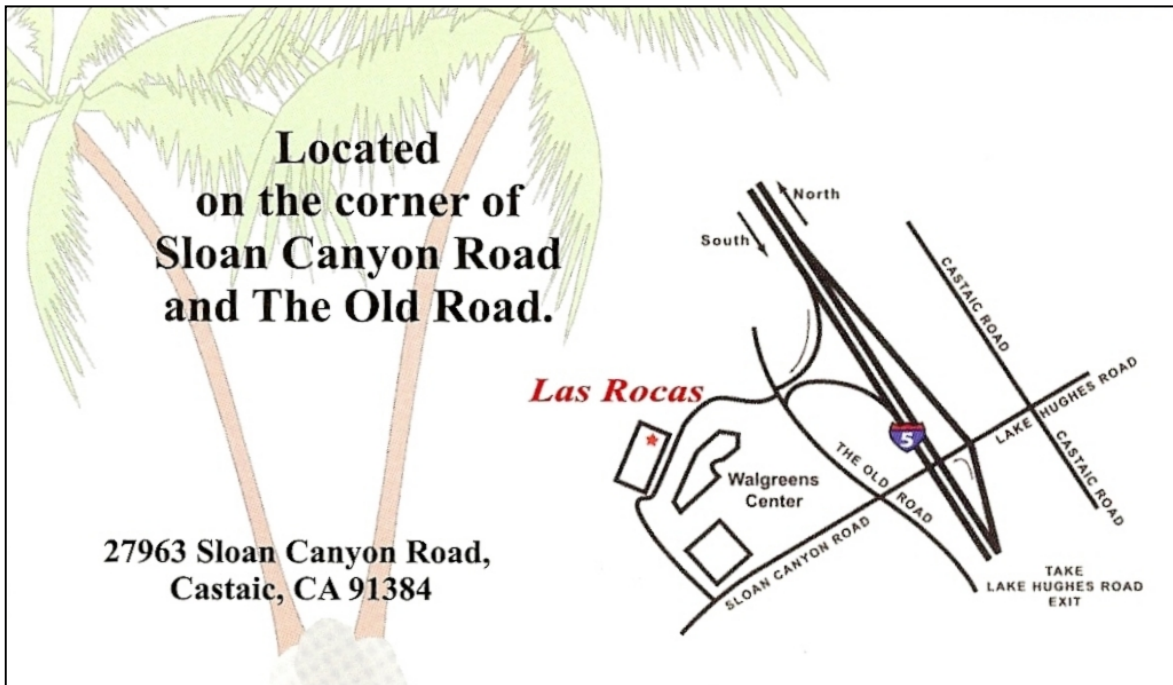 Located
on the corner of
Sloan Canyon Road
and The Old Road.
27963 Sloan Canyon Road,
Castaic, CA 91384
North
South
CASTAIC ROAD
Las Rocas
LAKE HUGHES ROAD
5
CASTAIC ROAD
THE OLD ROAD
Walgreens
Center
SLOAN CANYON ROAD
TAKE
LAKE HUGHES ROAD
EXIT